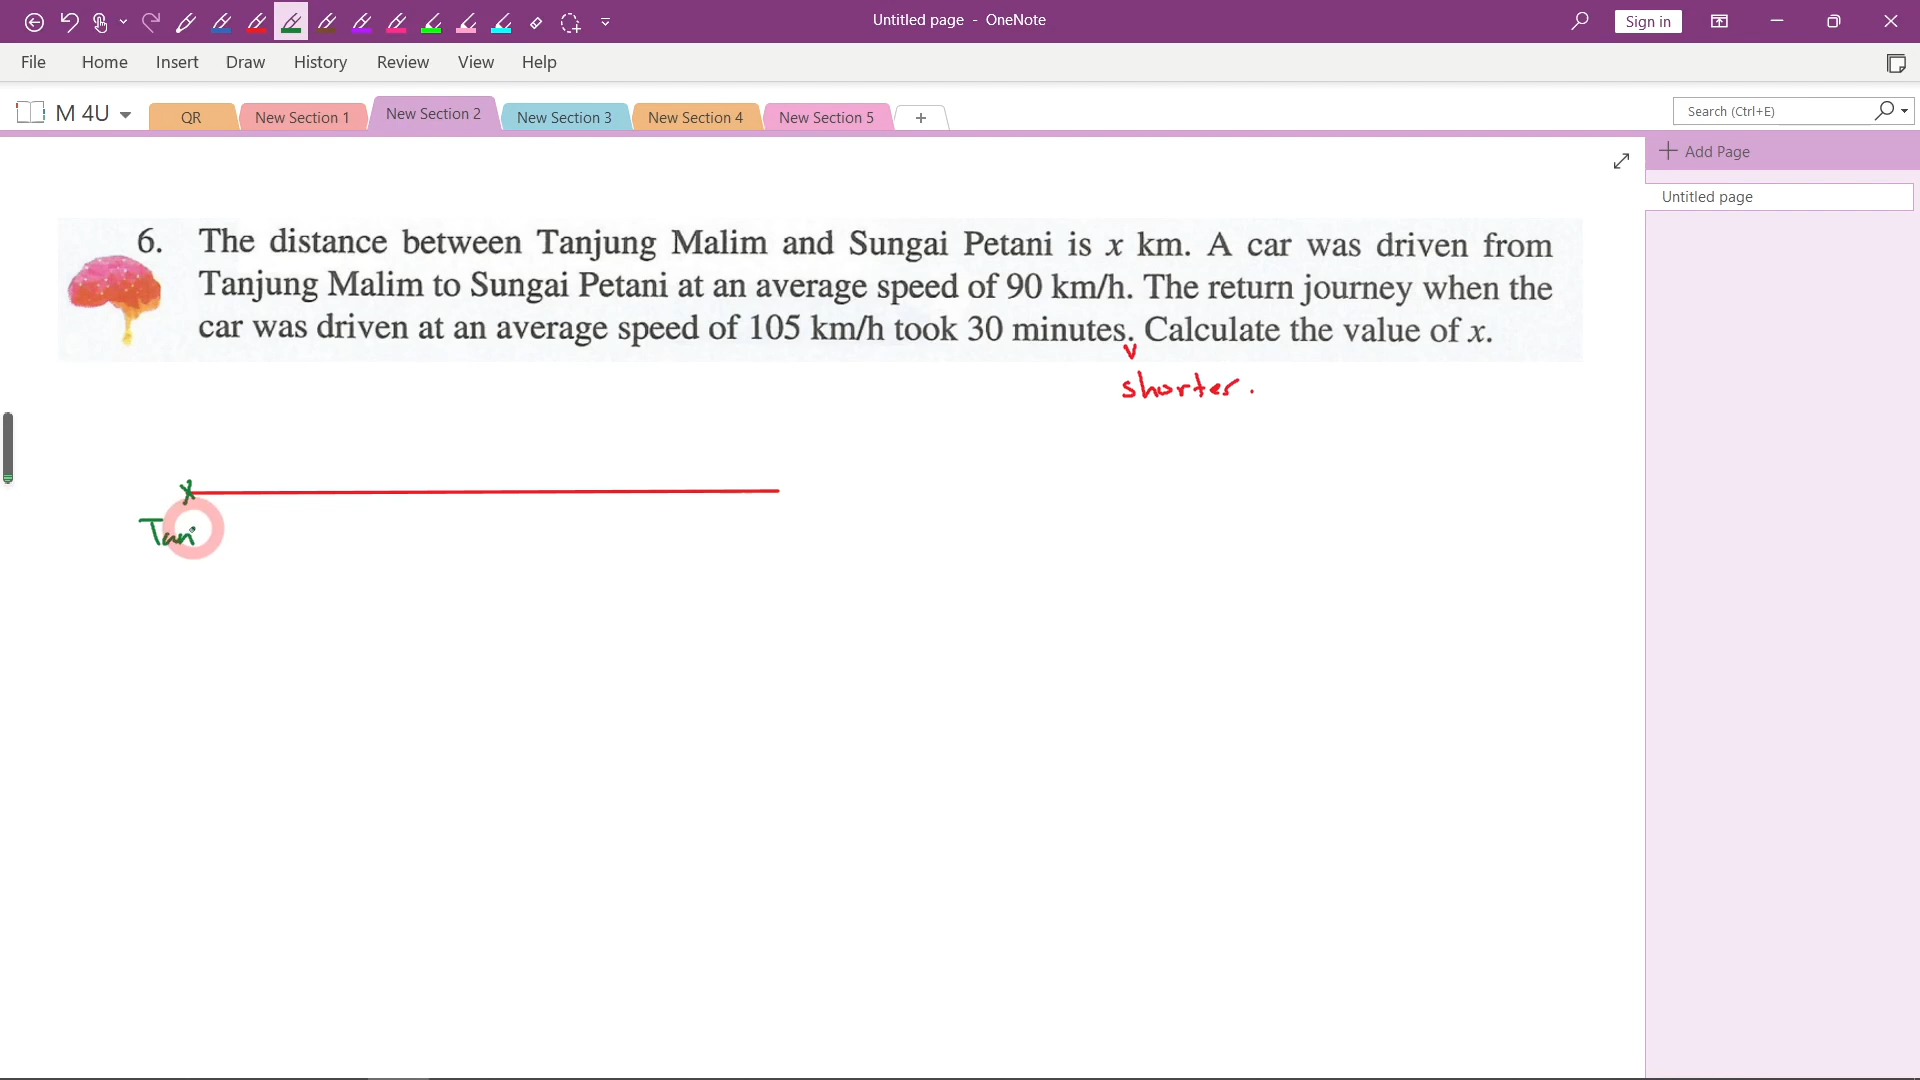 Untitled page - OneNote
Sign in
File Home Insert Draw History Review View Help
M 4U QR New Section 1 New Section 2 New Section 3 New Section 4 New Section 5 +
Search (Ctrl+E)
Add Page
Untitled page
6. The distance between Tanjung Malim and Sungai Petani is x km. A car was driven from
Tanjung Malim to Sungai Petani at an average speed of 90 km/h. The return journey when the
car was driven at an average speed of 105 km/h took 30 minutes. Calculate the value of x.
shorter.
Tan